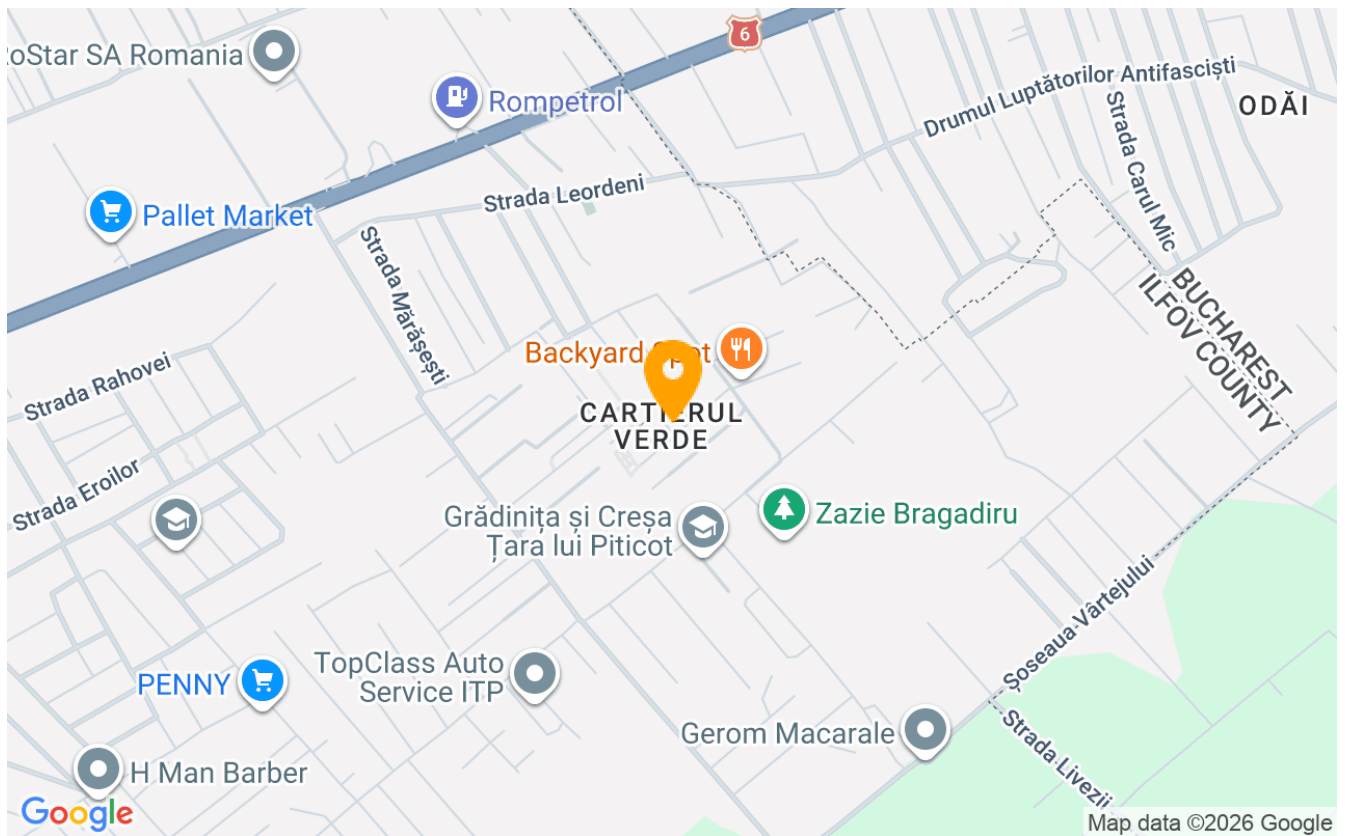 6
oStar SA Romania
Rompetrol
Drumul Luptătorilor Antifasciști
ODĂI
Strada Carul Mic
Strada Leordeni
Pallet Market
Strada Mărășești
BUCHAREST
ILFOV COUNTY
Backyard Spot
Strada Rahovei
CARTIERUL
VERDE
Strada Eroilor
Grădinița și Creșa
Țara lui Piticot
Zazie Bragadiru
Șoseaua Vârtejului
TopClass Auto
Service ITP
PENNY
Gerom Macarale
Strada Livezii
H Man Barber
Google
Map data ©2026 Google